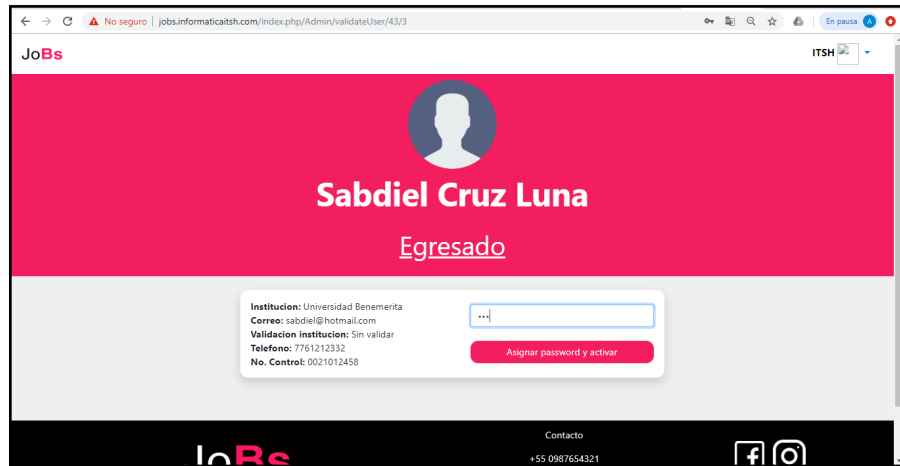 No seguro | jobs.informaticaitsh.com/index.php/Admin/validateUser/43/3
En pausa A
JoBs
ITSH
Sabdiel Cruz Luna
Egresado
Institucion: Universidad Benemerita
Correo: sabdiel@hotmail.com
Validacion institucion: Sin validar
Telefono: 7761212332
No. Control: 0021012458
•••
Asignar password y activar
JoBs
Contacto
+55 0987654321